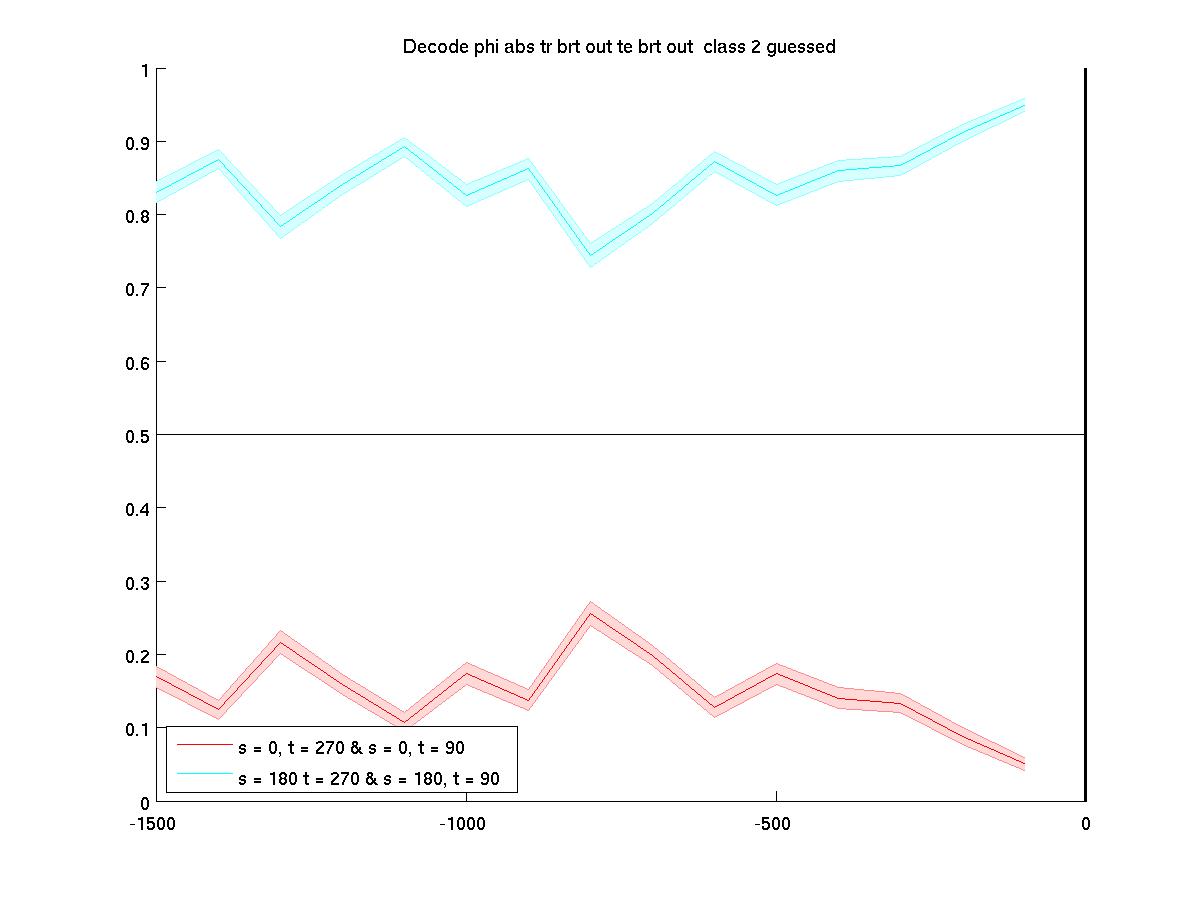 Decode phi abs tr brt out te brt out  class 2 guessed
1
0.9
0.8
0.7
0.6
0.5
0.4
0.3
0.2
0.1
0
s = 0, t = 270 & s = 0, t = 90
s = 180 t = 270 & s = 180, t = 90
-1500 -1000 -500 0